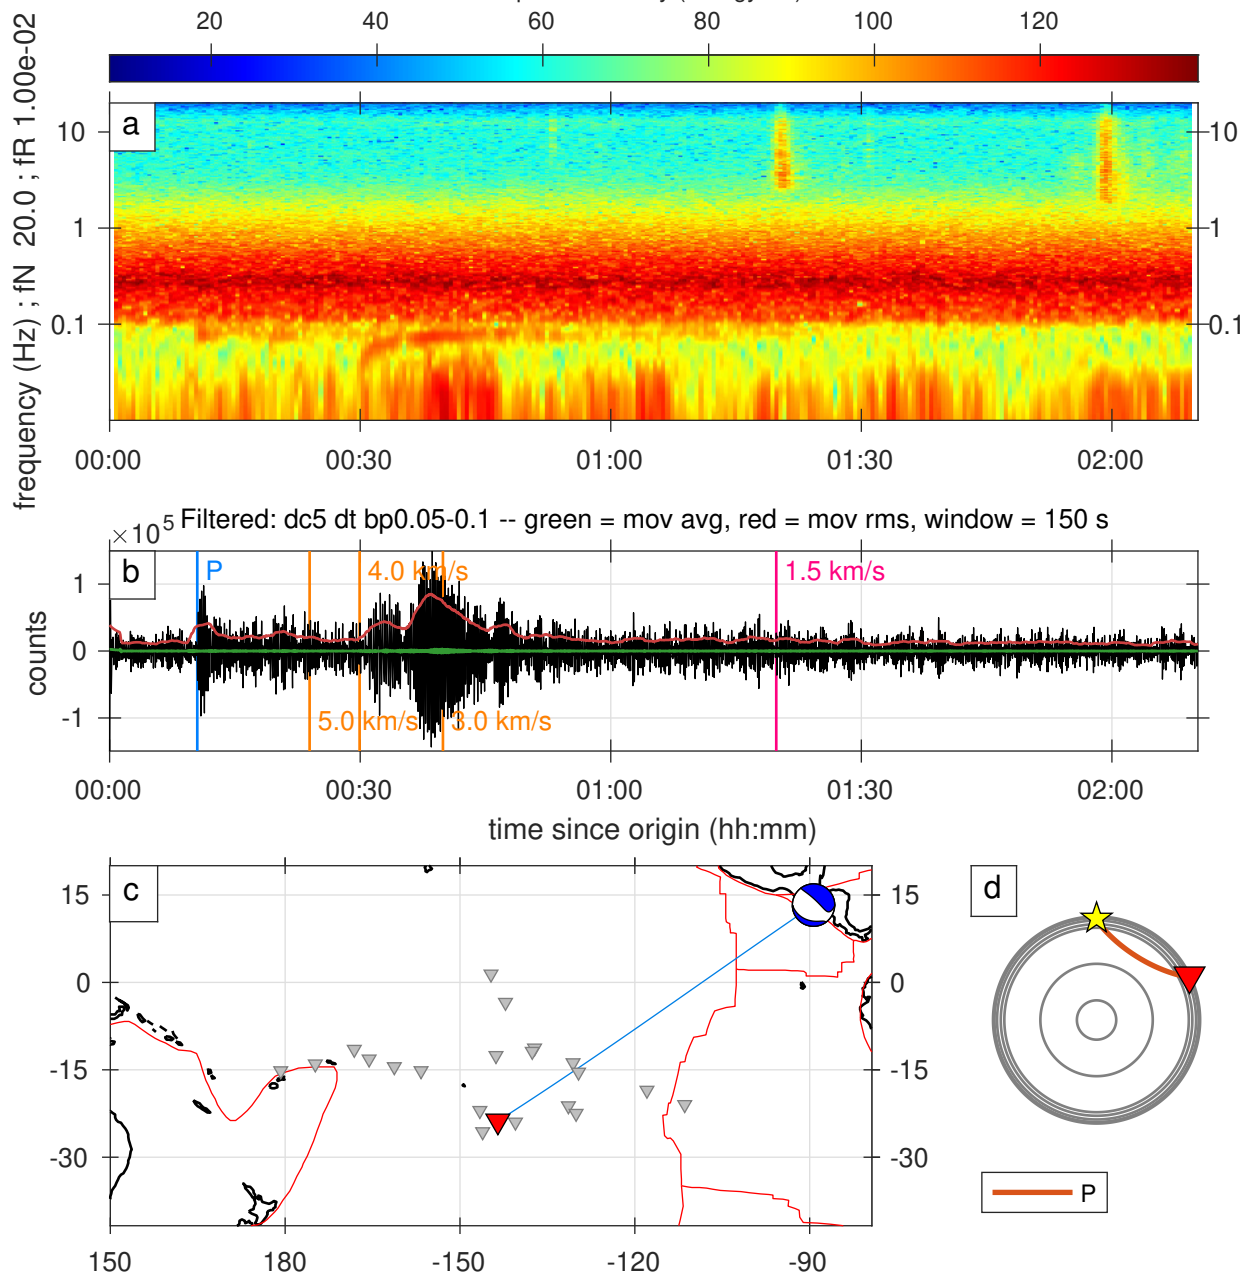 20 40 60 80 100 120
frequency (Hz) ; fN 20.0 ; fR 1.00e-02
a
10 10
1 1
0.1 0.1
00:00 00:30 01:00 01:30 02:00
×10^5 Filtered: dc5 dt bp0.05-0.1 -- green = mov avg, red = mov rms, window = 150 s
b
P 4.0 km/s 1.5 km/s
1
0
-1
counts
5.0 km/s 3.0 km/s
00:00 00:30 01:00 01:30 02:00
time since origin (hh:mm)
c
d
15 15
0 0
-15 -15
-30 -30
150 180 -150 -120 -90
P